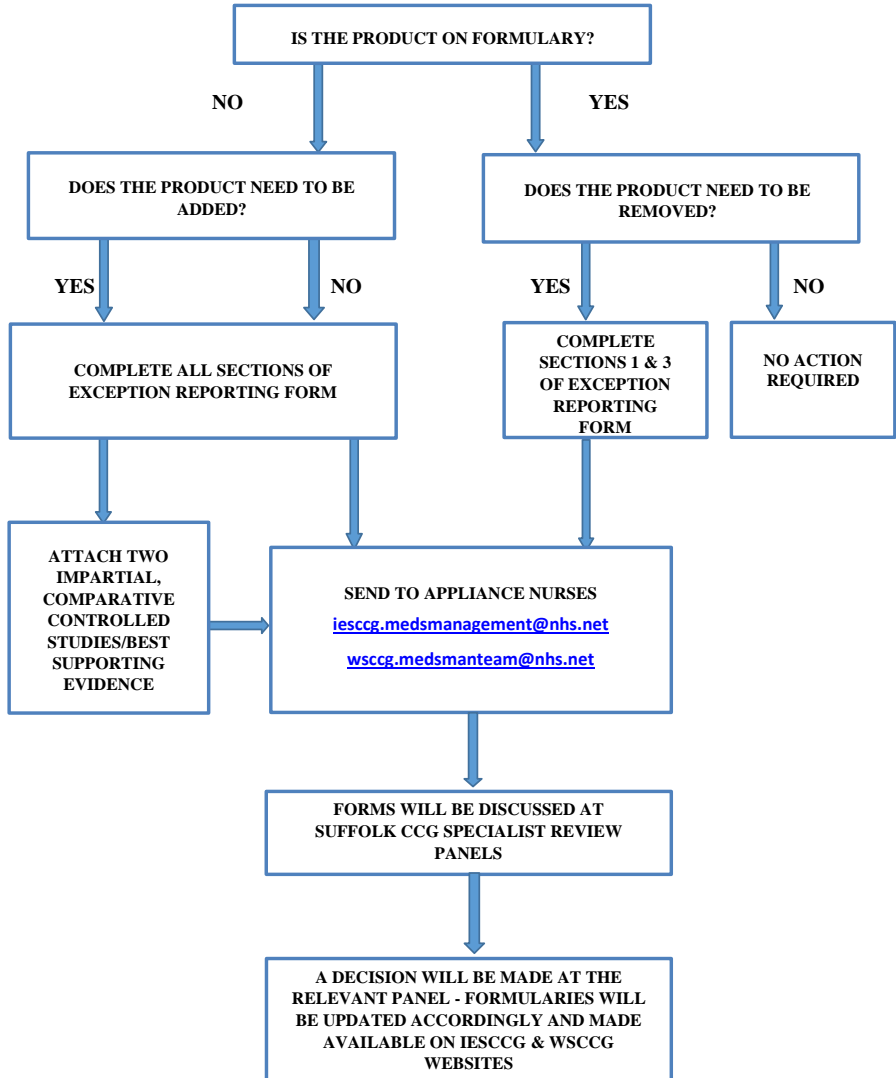 IS THE PRODUCT ON FORMULARY?
NO
YES
DOES THE PRODUCT NEED TO BE
ADDED?
DOES THE PRODUCT NEED TO BE
REMOVED?
YES
NO
YES
NO
COMPLETE ALL SECTIONS OF
EXCEPTION REPORTING FORM
COMPLETE
SECTIONS 1 & 3
OF EXCEPTION
REPORTING
FORM
NO ACTION
REQUIRED
ATTACH TWO
IMPARTIAL,
COMPARATIVE
CONTROLLED
STUDIES/BEST
SUPPORTING
EVIDENCE
SEND TO APPLIANCE NURSES
iesccg.medsmanagement@nhs.net
wsccg.medsmanteam@nhs.net
FORMS WILL BE DISCUSSED AT
SUFFOLK CCG SPECIALIST REVIEW
PANELS
A DECISION WILL BE MADE AT THE
RELEVANT PANEL - FORMULARIES WILL
BE UPDATED ACCORDINGLY AND MADE
AVAILABLE ON IESCCG & WSCCG
WEBSITES